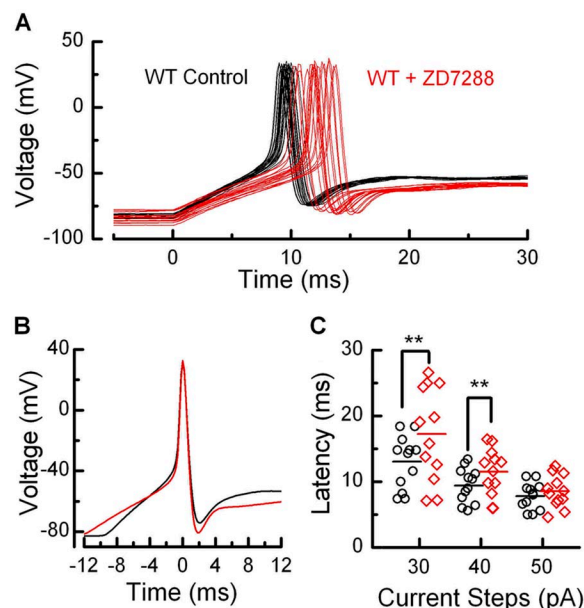 A
50
WT Control
WT + ZD7288
0
-50
-100
Voltage (mV)
0
10
20
30
Time (ms)
B
40
0
-40
-80
Voltage (mV)
-12
-8
-4
0
4
8
12
Time (ms)
C
30
20
10
0
Latency (ms)
**
**
30
40
50
Current Steps (pA)